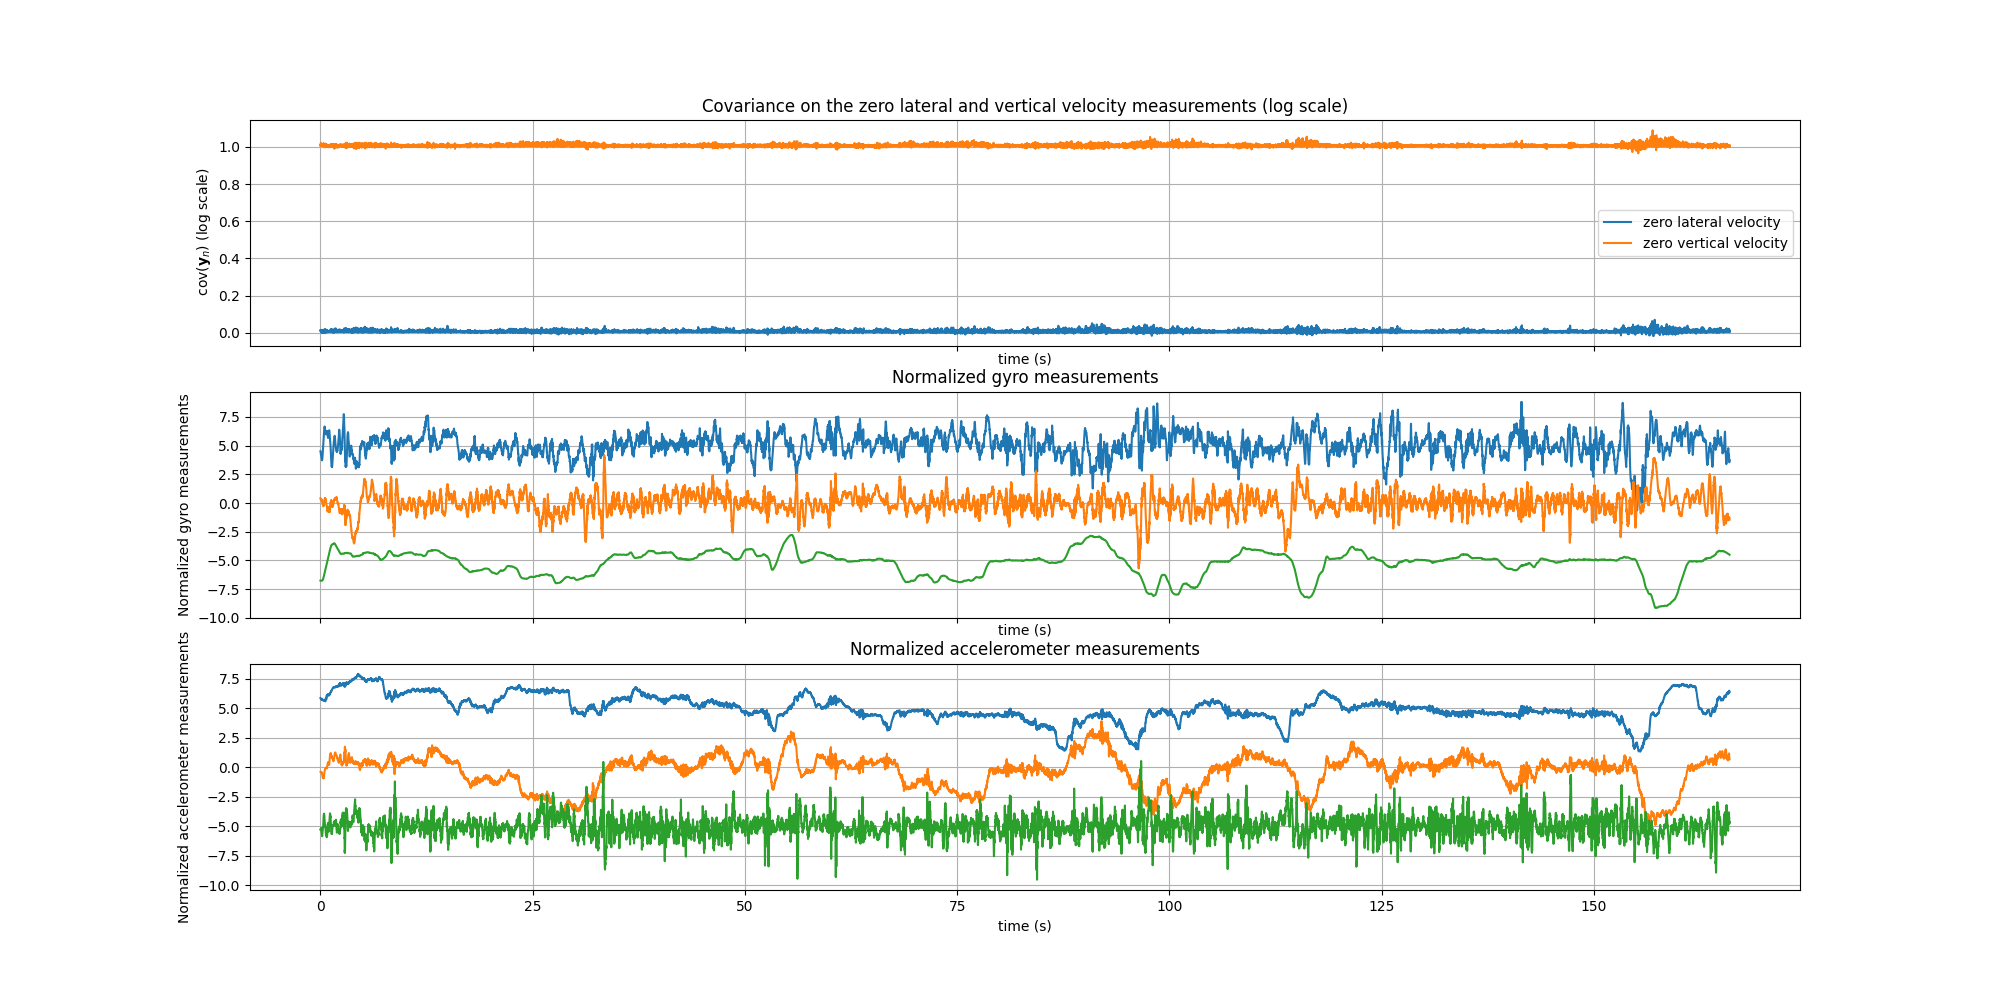 Covariance on the zero lateral and vertical velocity measurements (log scale)
cov(𝐲ₙ) (log scale)
1.0
0.8
0.6
0.4
0.2
0.0
zero lateral velocity
zero vertical velocity
time (s)
Normalized gyro measurements
Normalized gyro measurements
7.5
5.0
2.5
0.0
−2.5
−5.0
−7.5
−10.0
time (s)
Normalized accelerometer measurements
Normalized accelerometer measurements
7.5
5.0
2.5
0.0
−2.5
−5.0
−7.5
−10.0
0 25 50 75 100 125 150
time (s)